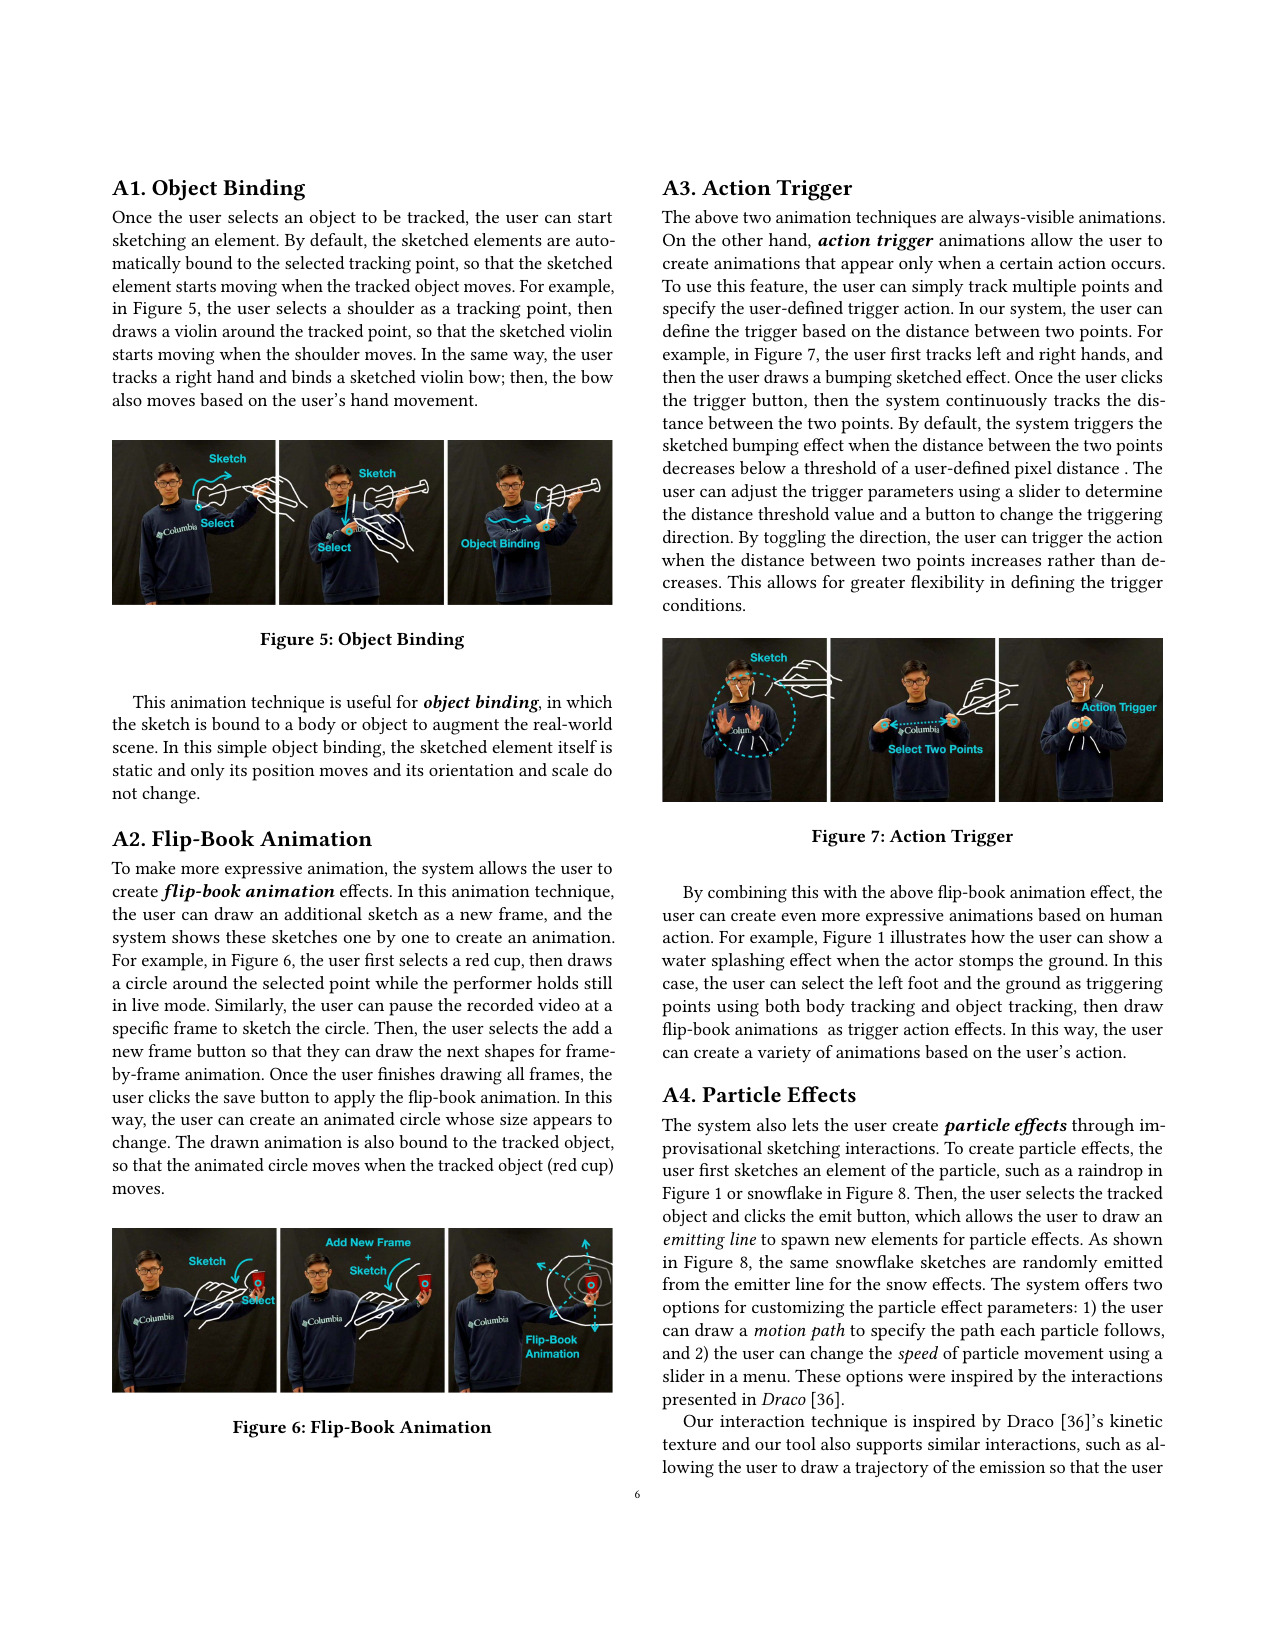 A1. Object Binding
Once the user selects an object to be tracked, the user can start
sketching an element. By default, the sketched elements are auto-
matically bound to the selected tracking point, so that the sketched
element starts moving when the tracked object moves. For example,
in Figure 5, the user selects a shoulder as a tracking point, then
draws a violin around the tracked point, so that the sketched violin
starts moving when the shoulder moves. In the same way, the user
tracks a right hand and binds a sketched violin bow; then, the bow
also moves based on the user's hand movement.
Sketch
Select
Columbia
Sketch
Select
Object Binding
Figure 5: Object Binding
This animation technique is useful for object binding, in which
the sketch is bound to a body or object to augment the real-world
scene. In this simple object binding, the sketched element itself is
static and only its position moves and its orientation and scale do
not change.
A2. Flip-Book Animation
To make more expressive animation, the system allows the user to
create flip-book animation effects. In this animation technique,
the user can draw an additional sketch as a new frame, and the
system shows these sketches one by one to create an animation.
For example, in Figure 6, the user first selects a red cup, then draws
a circle around the selected point while the performer holds still
in live mode. Similarly, the user can pause the recorded video at a
specific frame to sketch the circle. Then, the user selects the add a
new frame button so that they can draw the next shapes for frame-
by-frame animation. Once the user finishes drawing all frames, the
user clicks the save button to apply the flip-book animation. In this
way, the user can create an animated circle whose size appears to
change. The drawn animation is also bound to the tracked object,
so that the animated circle moves when the tracked object (red cup)
moves.
Sketch
Select
Columbia
Add New Frame
+
Sketch
Columbia
Columbia
Flip-Book
Animation
Figure 6: Flip-Book Animation
A3. Action Trigger
The above two animation techniques are always-visible animations.
On the other hand, action trigger animations allow the user to
create animations that appear only when a certain action occurs.
To use this feature, the user can simply track multiple points and
specify the user-defined trigger action. In our system, the user can
define the trigger based on the distance between two points. For
example, in Figure 7, the user first tracks left and right hands, and
then the user draws a bumping sketched effect. Once the user clicks
the trigger button, then the system continuously tracks the dis-
tance between the two points. By default, the system triggers the
sketched bumping effect when the distance between the two points
decreases below a threshold of a user-defined pixel distance . The
user can adjust the trigger parameters using a slider to determine
the distance threshold value and a button to change the triggering
direction. By toggling the direction, the user can trigger the action
when the distance between two points increases rather than de-
creases. This allows for greater flexibility in defining the trigger
conditions.
Sketch
Columbia
Select Two Points
Action Trigger
Figure 7: Action Trigger
By combining this with the above flip-book animation effect, the
user can create even more expressive animations based on human
action. For example, Figure 1 illustrates how the user can show a
water splashing effect when the actor stomps the ground. In this
case, the user can select the left foot and the ground as triggering
points using both body tracking and object tracking, then draw
flip-book animations as trigger action effects. In this way, the user
can create a variety of animations based on the user's action.
A4. Particle Effects
The system also lets the user create particle effects through im-
provisational sketching interactions. To create particle effects, the
user first sketches an element of the particle, such as a raindrop in
Figure 1 or snowflake in Figure 8. Then, the user selects the tracked
object and clicks the emit button, which allows the user to draw an
emitting line to spawn new elements for particle effects. As shown
in Figure 8, the same snowflake sketches are randomly emitted
from the emitter line for the snow effects. The system offers two
options for customizing the particle effect parameters: 1) the user
can draw a motion path to specify the path each particle follows,
and 2) the user can change the speed of particle movement using a
slider in a menu. These options were inspired by the interactions
presented in Draco [36].
Our interaction technique is inspired by Draco [36]'s kinetic
texture and our tool also supports similar interactions, such as al-
lowing the user to draw a trajectory of the emission so that the user
6